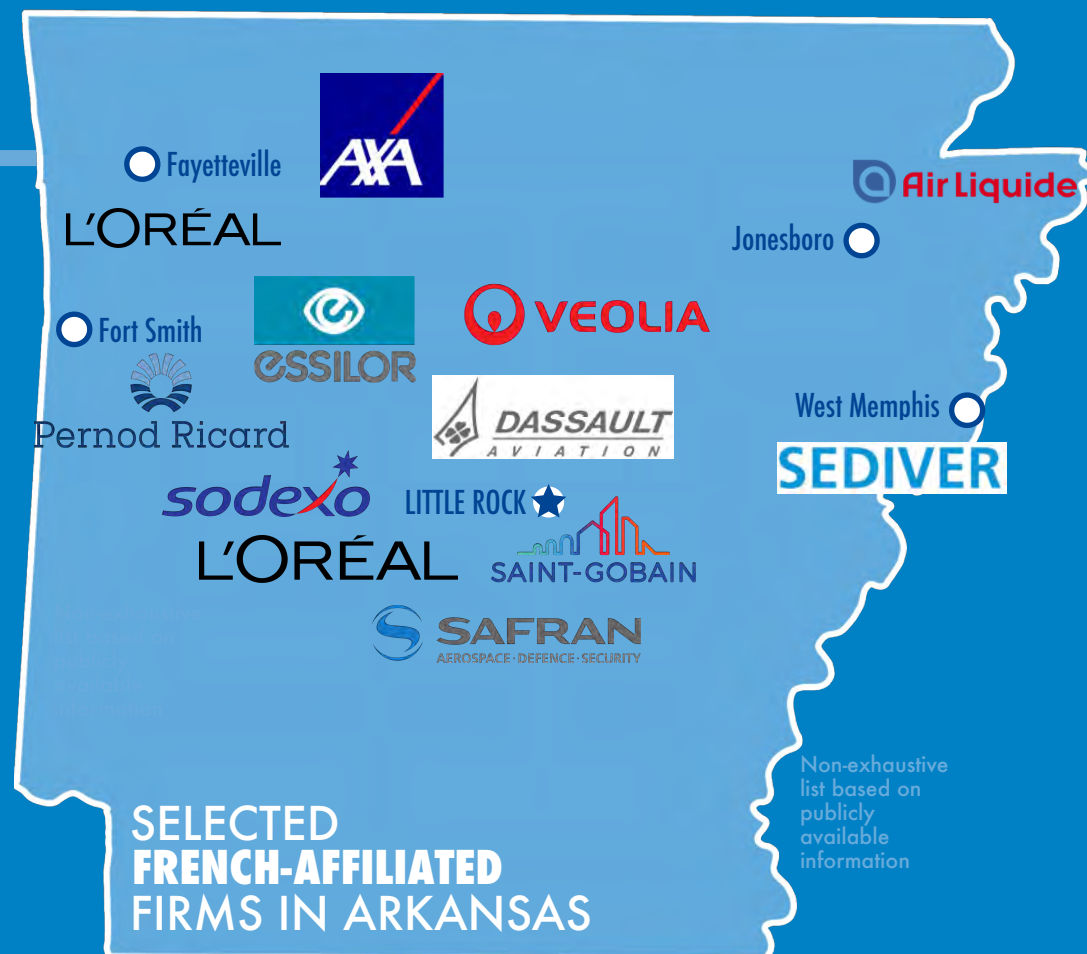 AXA
Fayetteville
Air Liquide
L'ORÉAL
Jonesboro
essilor
VEOLIA
Fort Smith
Pernod Ricard
DASSAULT
AVIATION
West Memphis
SEDIVER
sodexo
LITTLE ROCK
L'ORÉAL
SAINT-GOBAIN
SAFRAN
AEROSPACE · DEFENCE · SECURITY
Non-exhaustive
list based on
publicly
available
information
SELECTED
FRENCH-AFFILIATED
FIRMS IN ARKANSAS